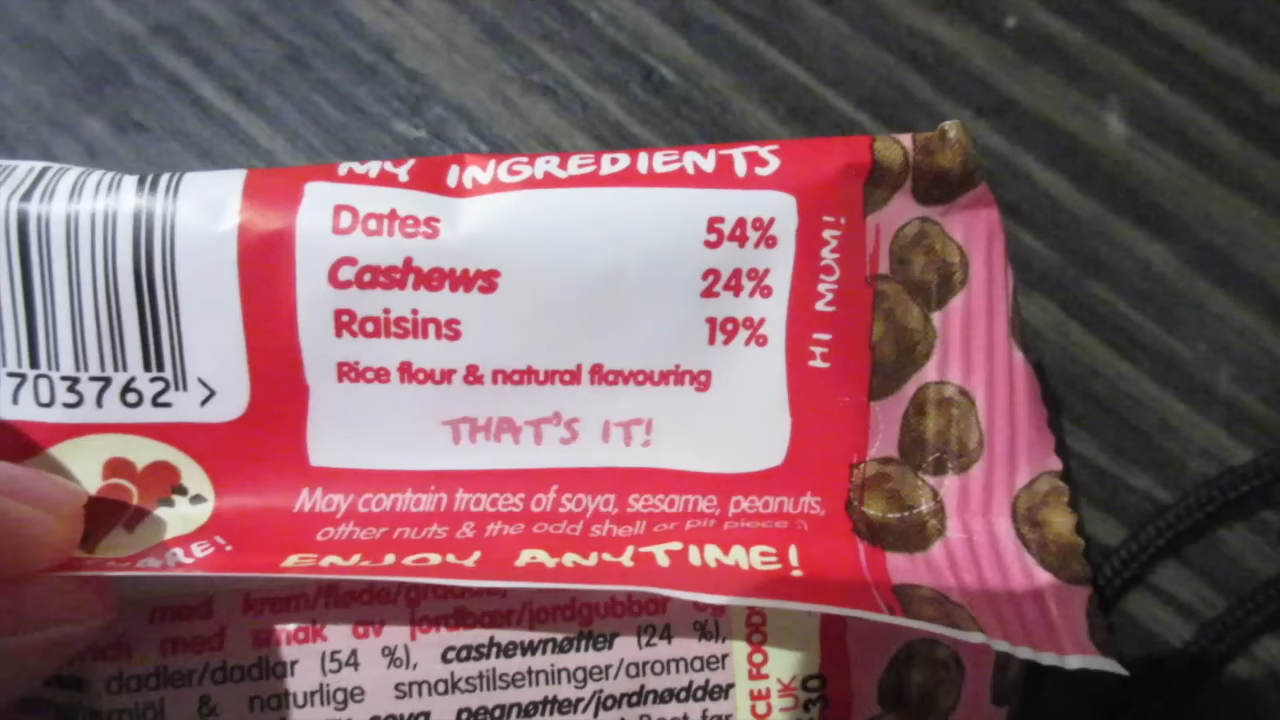 MY INGREDIENTS
Dates 54%
Cashews 24%
Raisins 19%
Rice flour & natural flavouring
THAT'S IT!
HI MUM!
703762 >
May contain traces of soya, sesame, peanuts,
other nuts & the odd shell or pit piece :)
ENJOY ANYTIME!
med krem/fløde/
med smak av jordbær/jordgubbar og
dadler/dadlar (54 %), cashewnøtter (24 %),
& naturlige smakstilsetninger/aromaer
soya, peanøtter/jordnødder
UK